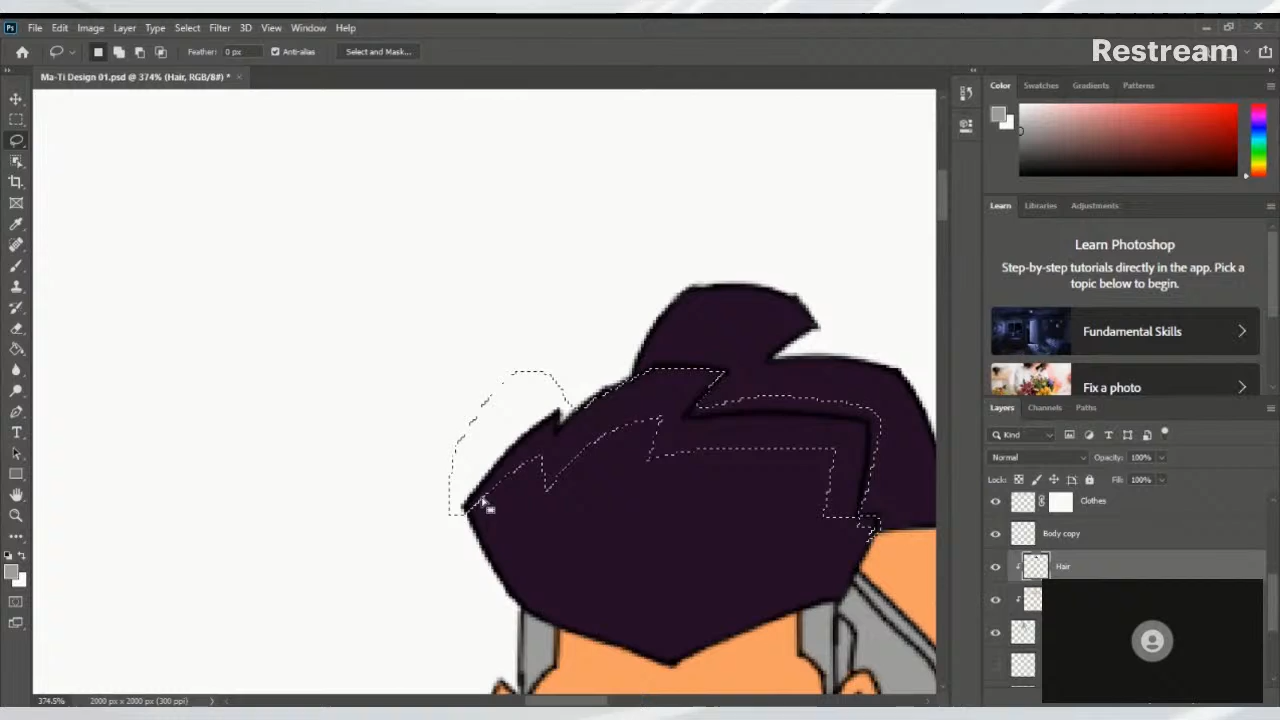 Restream
Ps File Edit Image Layer Type Select Filter 3D View Window Help
Feather: 0 px Anti-alias Select and Mask...
Ma-Ti Design 01.psd @ 374% (Hair, RGB/8#) *
Color Swatches Gradients Patterns
Learn Libraries Adjustments
Learn Photoshop
Step-by-step tutorials directly in the app. Pick a
topic below to begin.
Fundamental Skills
Fix a photo
Layers Channels Paths
Kind
Normal Opacity: 100%
Lock: Fill: 100%
Clothes
Body copy
Hair
374.5% 2000 px x 2000 px (300 ppi)